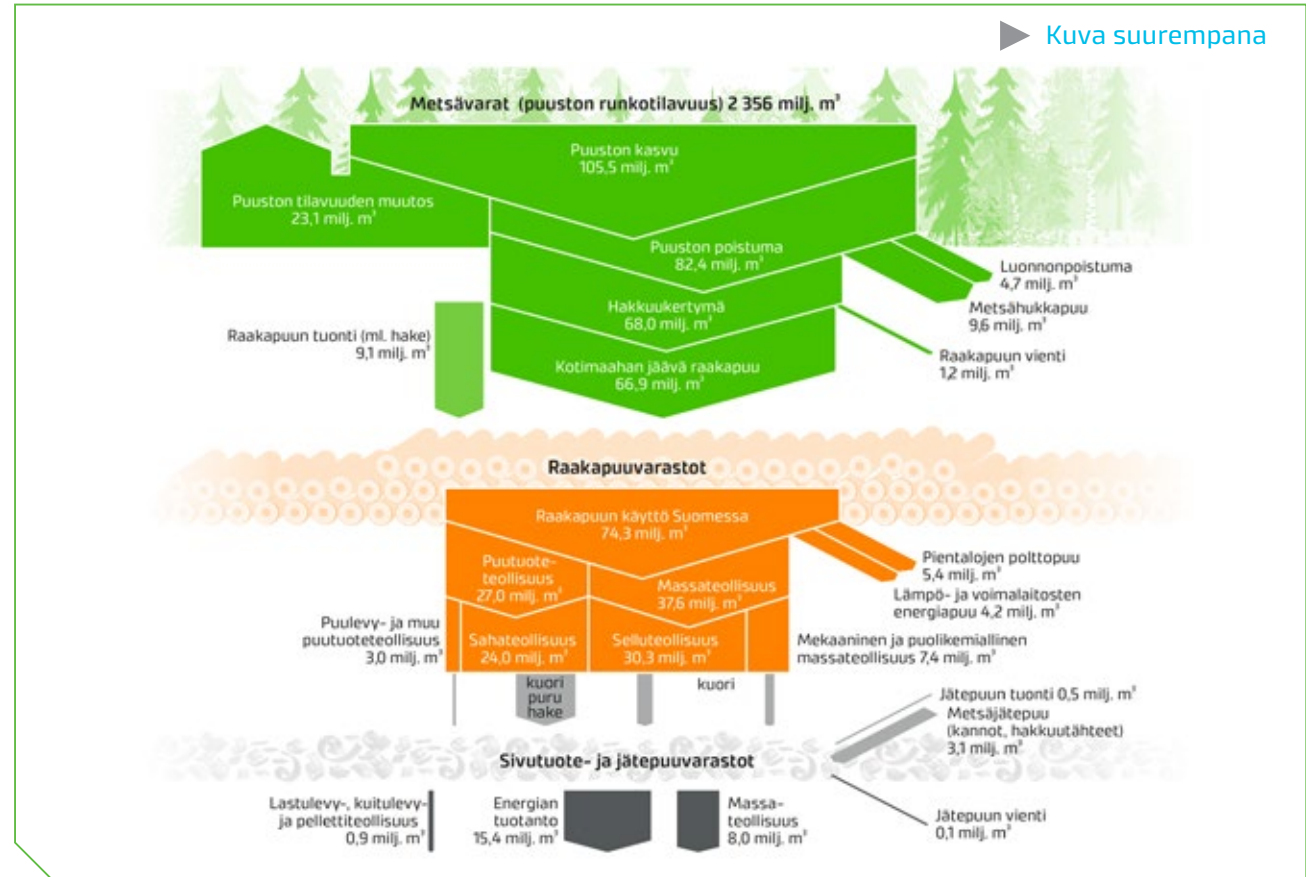 Kuva suurempana
Metsävarat (puuston runkotilavuus) 2 356 milj. m³
Puuston kasvu
105,5 milj. m³
Puuston tilavuuden muutos
23,1 milj. m³
Puuston poistuma
82,4 milj. m³
Luonnonpoistuma
4,7 milj. m³
Metsähukkapuu
9,6 milj. m³
Hakkuukertymä
68,0 milj. m³
Raakapuun tuonti (ml. hake)
9,1 milj. m³
Raakapuun vienti
1,2 milj. m³
Kotimaahan jäävä raakapuu
66,9 milj. m³
Raakapuuvarastot
Raakapuun käyttö Suomessa
74,3 milj. m³
Pientalojen polttopuu
5,4 milj. m³
Lämpö- ja voimalaitosten
energiapuu 4,2 milj. m³
Puutuote-
teollisuus
27,0 milj. m³
Massateollisuus
37,6 milj. m³
Puulevy- ja muu
puutuoteteollisuus
3,0 milj. m³
Sahateollisuus
24,0 milj. m³
Selluteollisuus
30,3 milj. m³
Mekaaninen ja puolikemiallinen
massateollisuus 7,4 milj. m³
kuori
puru
hake
kuori
Jätepuun tuonti 0,5 milj. m³
Metsäjätepuu
(kannot, hakkuutähteet)
3,1 milj. m³
Sivutuote- ja jätepuuvarastot
Lastulevy-, kuitulevy-
ja pellettiteollisuus
0,9 milj. m³
Energian
tuotanto
15,4 milj. m³
Massa-
teollisuus
8,0 milj. m³
Jätepuun vienti
0,1 milj. m³